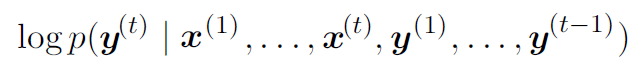 log p(y^(t) | x^(1), . . . , x^(t), y^(1), . . . , y^(t−1))